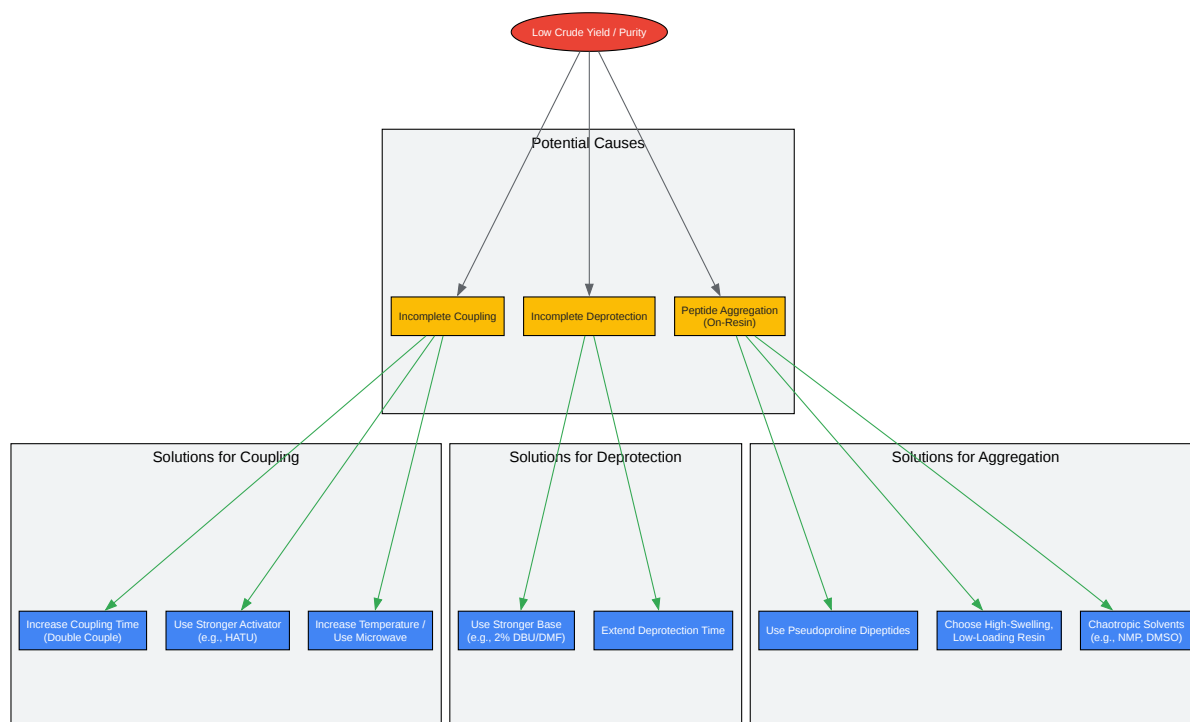 Low Crude Yield / Purity
Potential Causes
Incomplete Coupling
Incomplete Deprotection
Peptide Aggregation
(On-Resin)
Solutions for Coupling
Solutions for Deprotection
Solutions for Aggregation
Increase Coupling Time
(Double Couple)
Use Stronger Activator
(e.g., HATU)
Increase Temperature /
Use Microwave
Use Stronger Base
(e.g., 2% DBU/DMF)
Extend Deprotection Time
Use Pseudoproline Dipeptides
Choose High-Swelling,
Low-Loading Resin
Chaotropic Solvents
(e.g., NMP, DMSO)